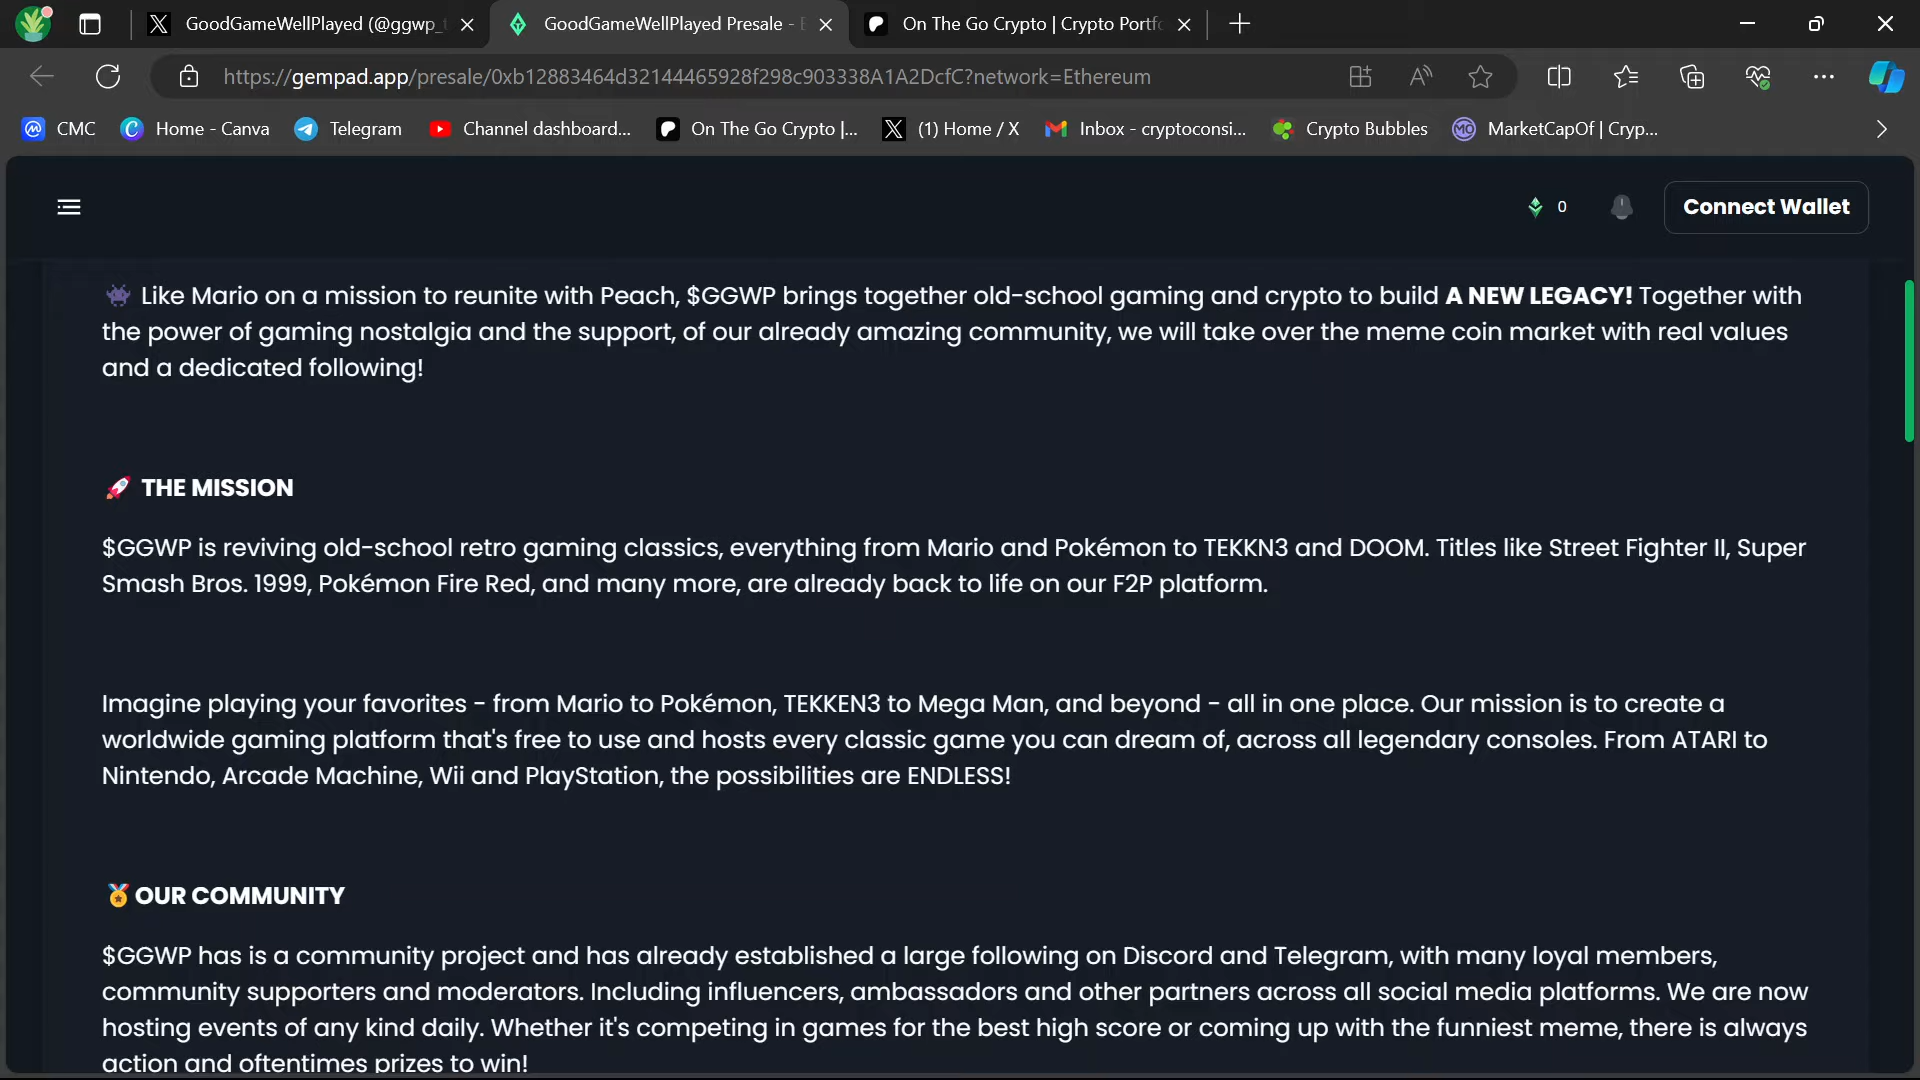 GoodGameWellPlayed (@ggwp_
GoodGameWellPlayed Presale -
On The Go Crypto | Crypto Portf
https://gempad.app/presale/0xb12883464d32144465928f298c903338A1A2DcfC?network=Ethereum
CMC
Home - Canva
Telegram
Channel dashboard...
On The Go Crypto |...
(1) Home / X
Inbox - cryptoconsi...
Crypto Bubbles
MarketCapOf | Cryp...
0
Connect Wallet
👾 Like Mario on a mission to reunite with Peach, $GGWP brings together old-school gaming and crypto to build A NEW LEGACY! Together with
the power of gaming nostalgia and the support, of our already amazing community, we will take over the meme coin market with real values
and a dedicated following!
🚀 THE MISSION
$GGWP is reviving old-school retro gaming classics, everything from Mario and Pokémon to TEKKN3 and DOOM. Titles like Street Fighter II, Super
Smash Bros. 1999, Pokémon Fire Red, and many more, are already back to life on our F2P platform.
Imagine playing your favorites - from Mario to Pokémon, TEKKEN3 to Mega Man, and beyond - all in one place. Our mission is to create a
worldwide gaming platform that's free to use and hosts every classic game you can dream of, across all legendary consoles. From ATARI to
Nintendo, Arcade Machine, Wii and PlayStation, the possibilities are ENDLESS!
🏅OUR COMMUNITY
$GGWP has is a community project and has already established a large following on Discord and Telegram, with many loyal members,
community supporters and moderators. Including influencers, ambassadors and other partners across all social media platforms. We are now
hosting events of any kind daily. Whether it's competing in games for the best high score or coming up with the funniest meme, there is always
action and oftentimes prizes to win!